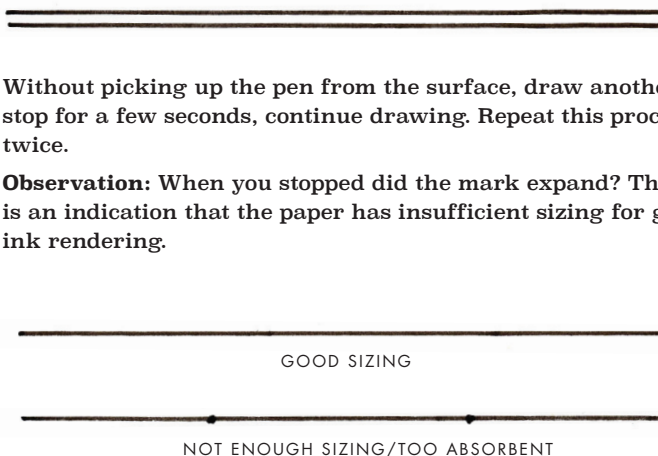 Without picking up the pen from the surface, draw anothe
stop for a few seconds, continue drawing. Repeat this proc
twice.
Observation: When you stopped did the mark expand? Th
is an indication that the paper has insufficient sizing for g
ink rendering.
GOOD SIZING
NOT ENOUGH SIZING/TOO ABSORBENT